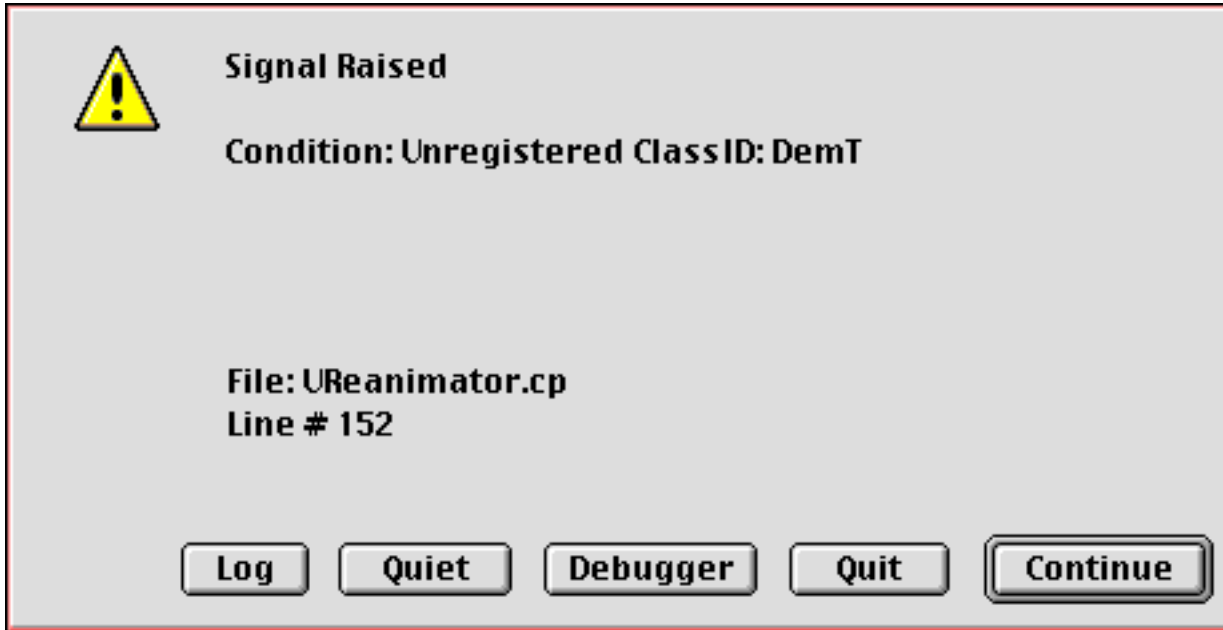 Signal Raised
Condition: Unregistered ClassID: DemT
File: UReanimator.cp
Line # 152
Log Quiet Debugger Quit Continue